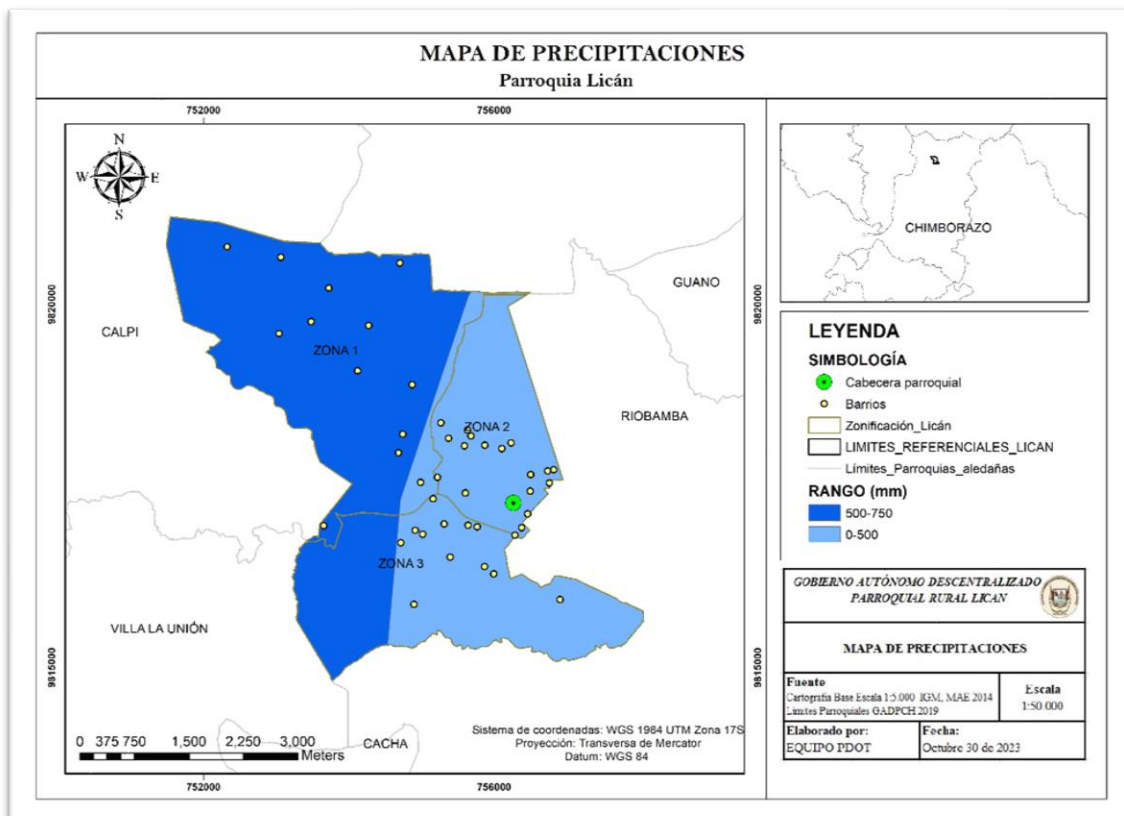 MAPA DE PRECIPITACIONES
Parroquia Licán
752000
756000
N
W E
S
9820000
9820000
GUANO
CALPI
ZONA 1
RIOBAMBA
ZONA 2
ZONA 3
VILLA LA UNIÓN
9815000
9815000
CACHA
Sistema de coordenadas: WGS 1984 UTM Zona 17S
Proyección: Transversa de Mercator
Datum: WGS 84
0 375 750 1,500 2,250 3,000
Meters
752000
756000
CHIMBORAZO
LEYENDA
SIMBOLOGÍA
Cabecera parroquial
Barrios
Zonificación_Licán
LIMITES_REFERENCIALES_LICAN
Límites_Parroquias_aledañas
RANGO (mm)
500-750
0-500
GOBIERNO AUTÓNOMO DESCENTRALIZADO
PARROQUIAL RURAL LICAN
MAPA DE PRECIPITACIONES
Fuente
Cartografía Base Escala 1:5.000 IGM, MAE 2014
Limites Parroquiales GADPCH 2019
Escala
1:50.000
Elaborado por:
EQUIPO PDOT
Fecha:
Octubre 30 de 2023